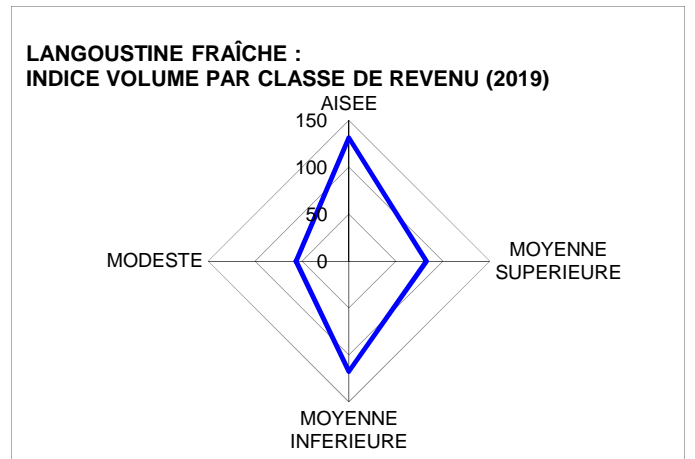 LANGOUSTINE FRAÎCHE :
INDICE VOLUME PAR CLASSE DE REVENU (2019)
AISEE
150
100
50
0
MODESTE
MOYENNE
SUPERIEURE
MOYENNE
INFERIEURE